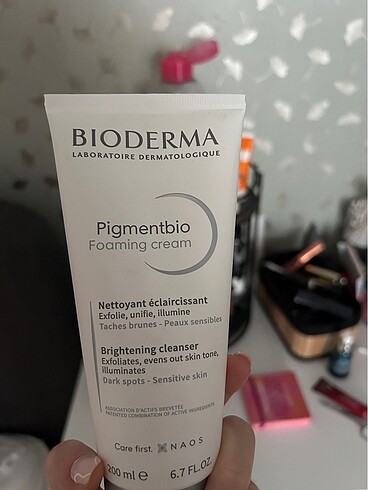 BIODERMA
LABORATOIRE DERMATOLOGIQUE
Pigmentbio
Foaming cream
Nettoyant éclaircissant
Exfolie, unifie, illumine
Taches brunes - Peaux sensibles
Brightening cleanser
Exfoliates, evens out skin tone,
illuminates
Dark spots - Sensitive skin
ASSOCIATION D'ACTIFS BREVETÉE
PATENTED COMBINATION OF ACTIVE INGREDIENTS
Care first. NAOS
200 ml e 6.7 FL.OZ.